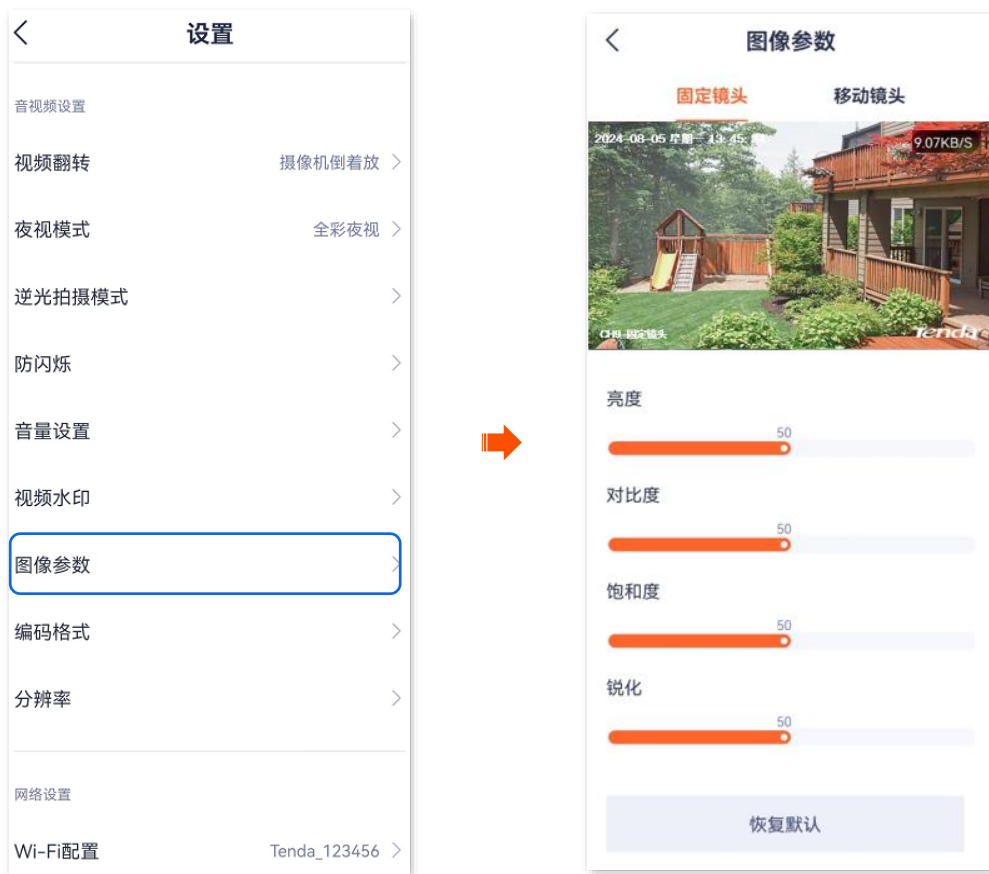 设置
音视频设置
视频翻转 摄像机倒着放
夜视模式 全彩夜视
逆光拍摄模式
防闪烁
音量设置
视频水印
图像参数
编码格式
分辨率
网络设置
Wi-Fi配置 Tenda_123456
图像参数
固定镜头 移动镜头
2024-08-05 星期一 13:45:
9.07KB/S
固定镜头
Tenda
亮度
50
对比度
50
饱和度
50
锐化
50
恢复默认